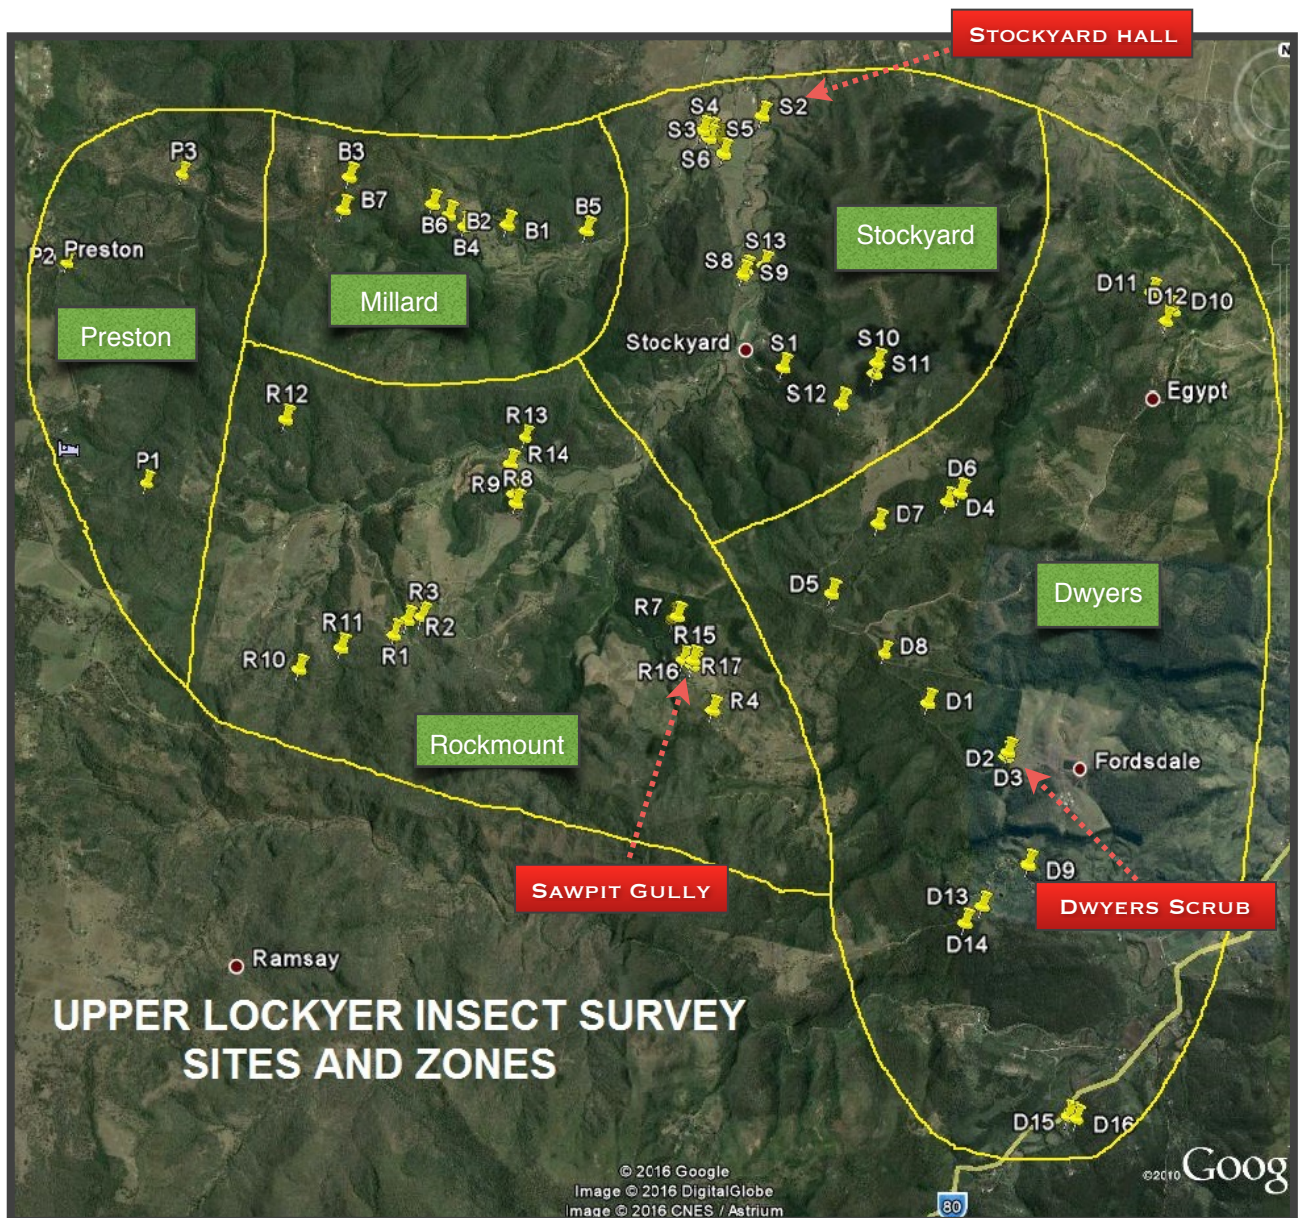 STOCKYARD HALL
N
S4
S2
S3
S5
S6
P3
B3
B7
B6
B2
B4
B1
B5
P2
Preston
S13
S8
S9
Stockyard
Millard
Preston
D11
D12
D10
Stockyard
S1
S10
S11
S12
Egypt
R12
R13
R14
R9
R8
P1
D6
D4
D7
D5
Dwyers
R3
R2
R11
R1
R10
R7
R15
R16
R17
R4
D8
D1
Rockmount
D2
D3
Fordsdale
SAWPIT GULLY
D9
DWYERS SCRUB
D13
D14
Ramsay
UPPER LOCKYER INSECT SURVEY
SITES AND ZONES
D15
D16
© 2016 Google
Image © 2016 DigitalGlobe
Image © 2016 CNES / Astrium
©2010 Goog
80